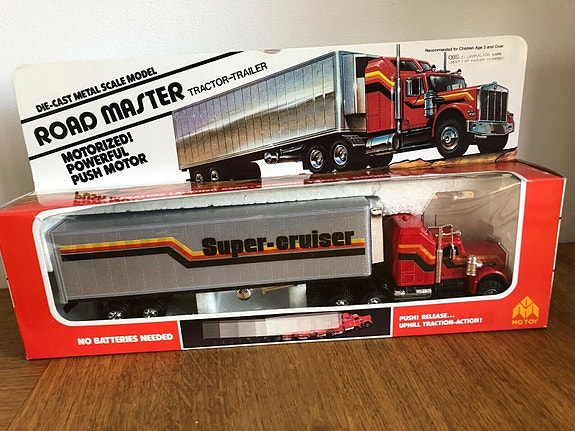 DIE-CAST METAL SCALE MODEL
ROAD MASTER TRACTOR-TRAILER
MOTORIZED!
POWERFUL
PUSH MOTOR
Recommended for Children Age 3 and Over.
OBS.
Super-cruiser
NO BATTERIES NEEDED
PUSH! RELEASE...
UPHILL TRACTION-ACTION!
MC TOY